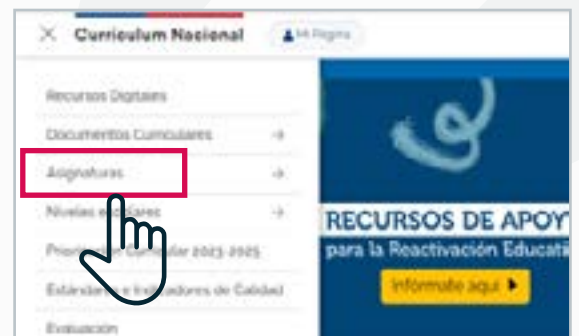 Curriculum Nacional
Mi Página
Recursos Digitales
Documentos Curriculares
Asignaturas
Niveles
Curricular 2023-2025
Estándares e Indicadores de Calidad
Evaluación
RECURSOS DE APOY
para la Reactivación Educati
Infórmate aquí